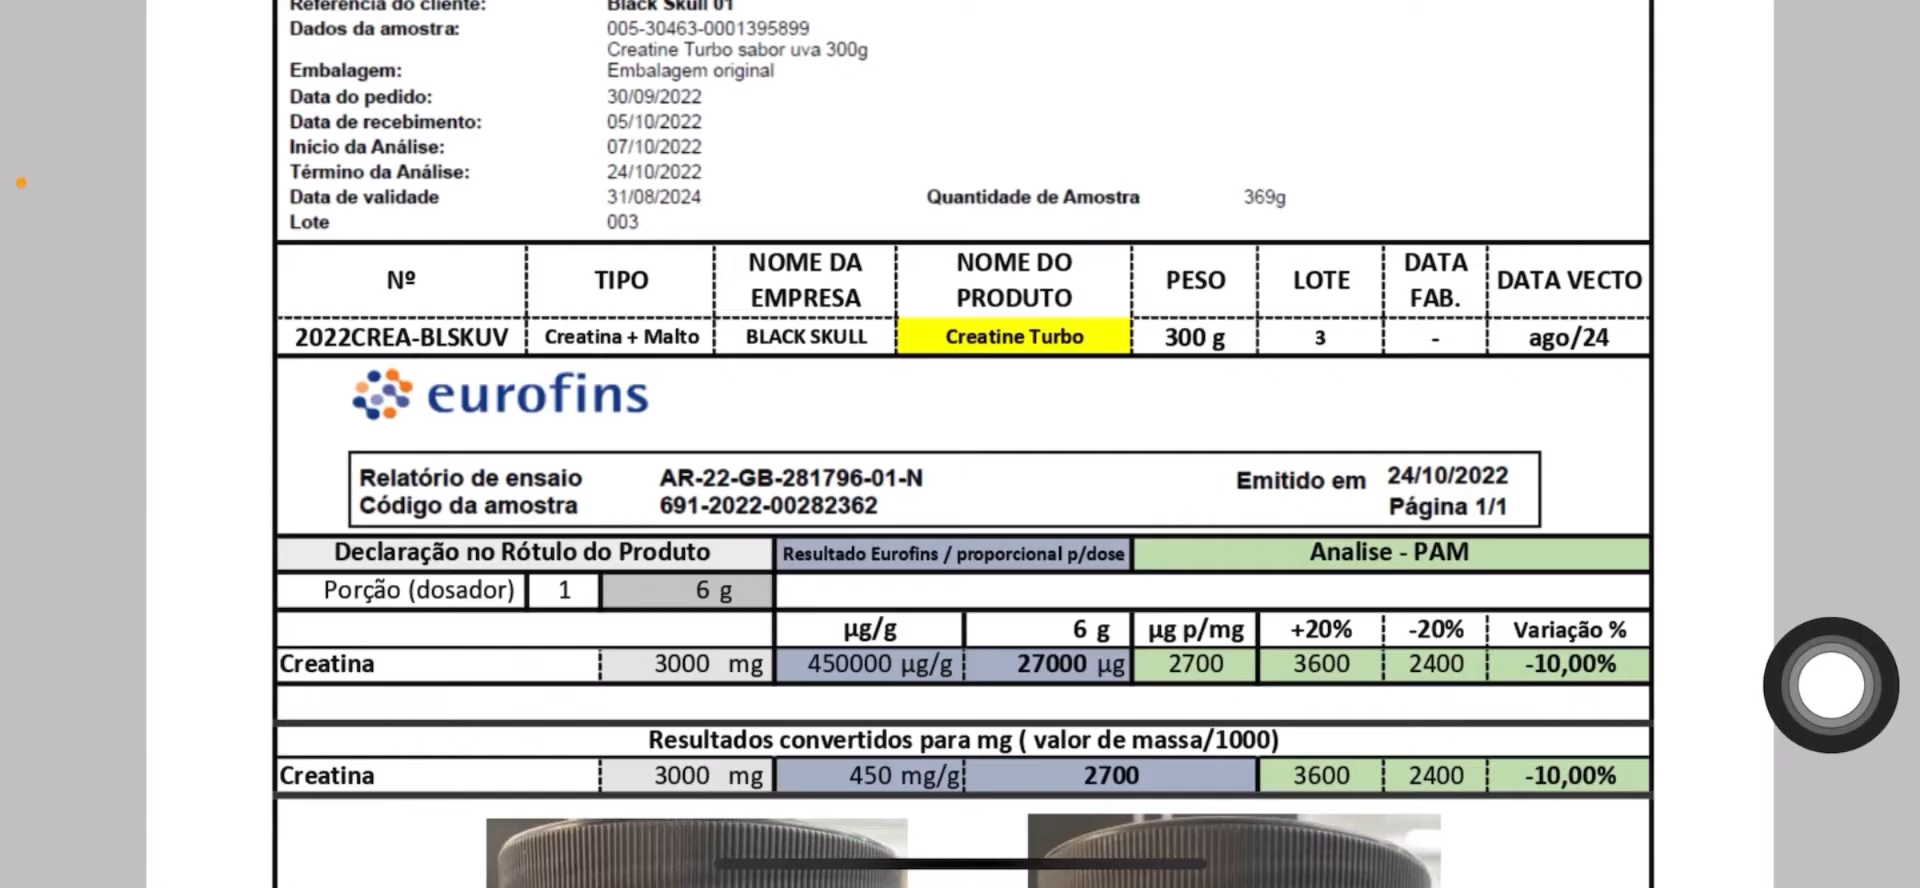 Referência do cliente: Black Skull 01
Dados da amostra: 005-30463-0001395899
Creatine Turbo sabor uva 300g
Embalagem: Embalagem original
Data do pedido: 30/09/2022
Data de recebimento: 05/10/2022
Início da Análise: 07/10/2022
Término da Análise: 24/10/2022
Data de validade 31/08/2024 Quantidade de Amostra 369g
Lote 003
Nº TIPO NOME DA EMPRESA NOME DO PRODUTO PESO LOTE DATA FAB. DATA VECTO
2022CREA-BLSKUV Creatina + Malto BLACK SKULL Creatine Turbo 300 g 3 - ago/24
eurofins
Relatório de ensaio AR-22-GB-281796-01-N Emitido em 24/10/2022
Código da amostra 691-2022-00282362 Página 1/1
Declaração no Rótulo do Produto Resultado Eurofins / proporcional p/dose Analise - PAM
Porção (dosador) 1 6 g
µg/g 6 g µg p/mg +20% -20% Variação %
Creatina 3000 mg 450000 µg/g 27000 µg 2700 3600 2400 -10,00%
Resultados convertidos para mg ( valor de massa/1000)
Creatina 3000 mg 450 mg/g 2700 3600 2400 -10,00%